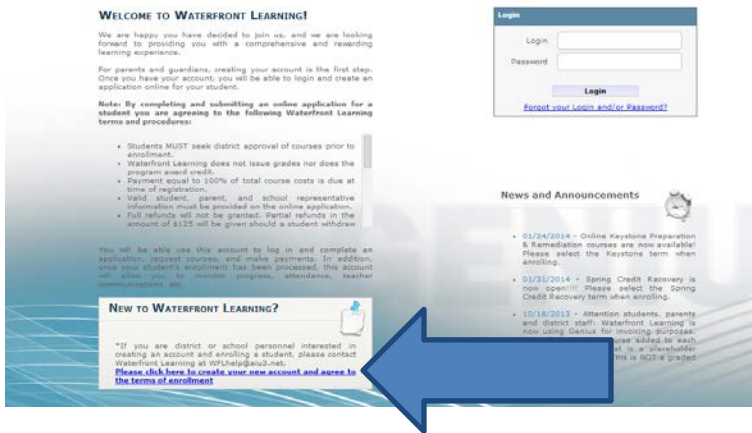 WELCOME TO WATERFRONT LEARNING!
We are happy you have decided to join us, and we are looking
forward to providing you with a comprehensive and rewarding
learning experience.
For parents and guardians, creating your account is the first step.
Once you have your account, you will be able to login and create an
application online for your student.
Note: By completing and submitting an online application for a
student you are agreeing to the following Waterfront Learning
terms and procedures:
• Students MUST seek district approval of courses prior to
enrollment.
• Waterfront Learning does not issue grades nor does the
program award credit.
• Payment equal to 100% of total course costs is due at
time of registration.
• Valid student, parent, and school representative
information must be provided on the online application.
• Full refunds will not be granted. Partial refunds in the
amount of $125 will be given should a student withdraw
You will be able use this amount to log in and complete an
application, request courses, and make payments. In addition,
once your student's enrollment has been processed, this account
will allow you to monitor progress, attendance, teacher
communications, etc.
NEW TO WATERFRONT LEARNING?
*If you are district or school personnel interested in
creating an account and enrolling a student, please contact
Waterfront Learning at WFLhelp@aiu3.net.
Please click here to create your new account and agree to
the terms of enrollment
Login
Login
Password
Login
Forgot your Login and/or Password?
News and Announcements
• 01/24/2014 - Online Keystone Preparation
& Remediation courses are now available!
Please select the Keystone term when
enrolling.
• 01/21/2014 - Spring Credit Recovery is
now open!!!! Please select the Spring
Credit Recovery term when enrolling.
• 10/18/2013 - Attention students, parents
and district staff: Waterfront Learning is
now using Genius for invoicing purposes.
course added to each
is a placeholder
This is NOT a graded